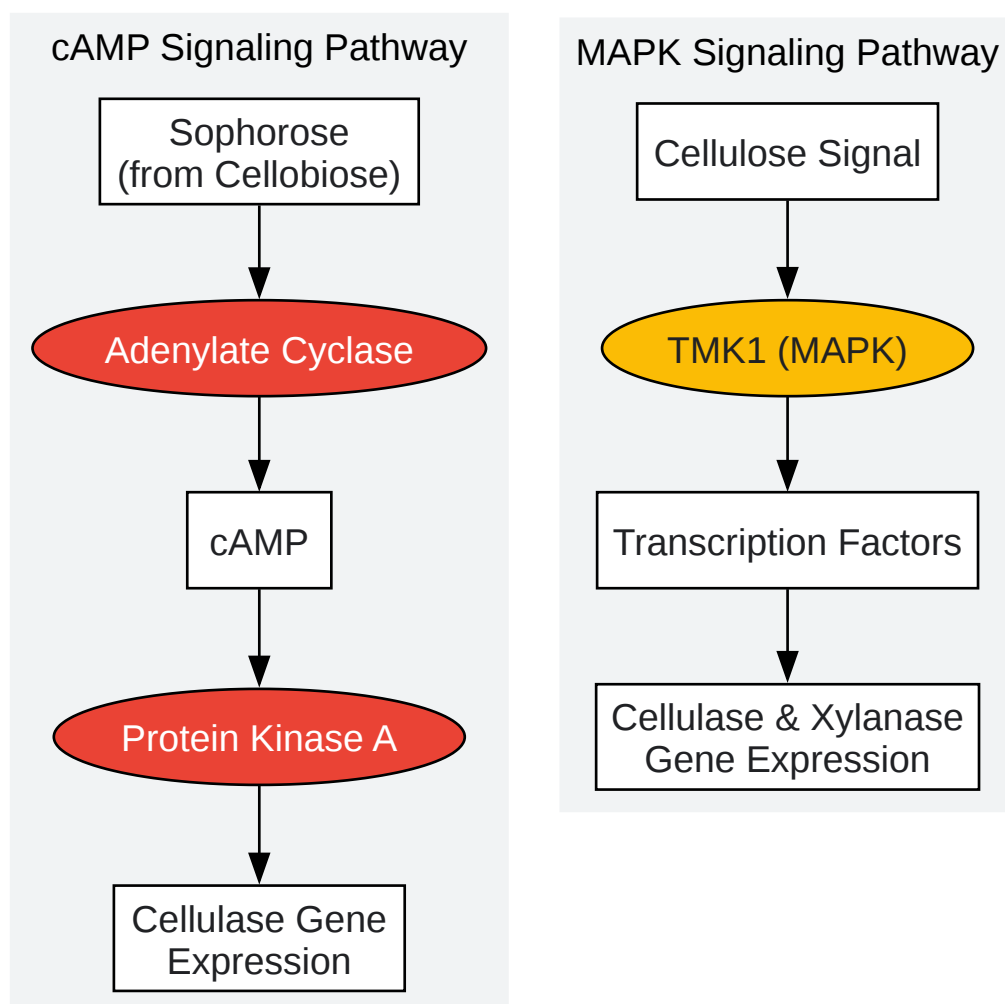 cAMP Signaling Pathway
Sophorose
(from Cellobiose)
Adenylate Cyclase
cAMP
Protein Kinase A
Cellulase Gene
Expression
MAPK Signaling Pathway
Cellulose Signal
TMK1 (MAPK)
Transcription Factors
Cellulase & Xylanase
Gene Expression